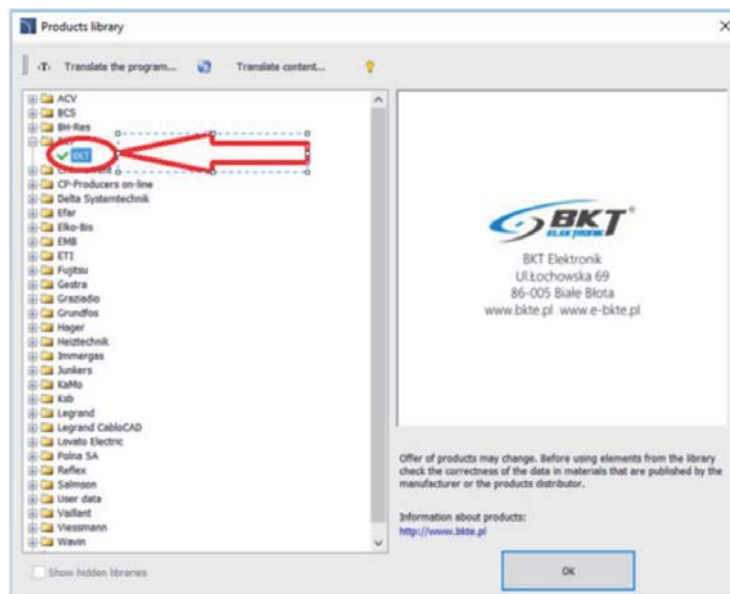 Products library
Translate the program...
Translate content...
ACV
BCS
BH-Res
BKT
CP-Producers on-line
Delta Systemtechnik
Efar
Elko-Bis
EMB
ETI
Fujitsu
Gestra
Graziadio
Grundfos
Hager
Heiztechnik
Immergas
Junkers
KaMo
Ksb
Legrand
Legrand CabloCAD
Lovato Electric
Polna SA
Reflex
Salmson
User data
Vaillant
Viessmann
Wavin
Show hidden libraries
BKT®
ELEKTRONIK
BKT Elektronik
Ul.Łochowska 69
86-005 Białe Błota
www.bkte.pl www.e-bkte.pl
Offer of products may change. Before using elements from the library
check the correctness of the data in materials that are published by the
manufacturer or the products distributor.
Information about products:
http://www.bkte.pl
OK